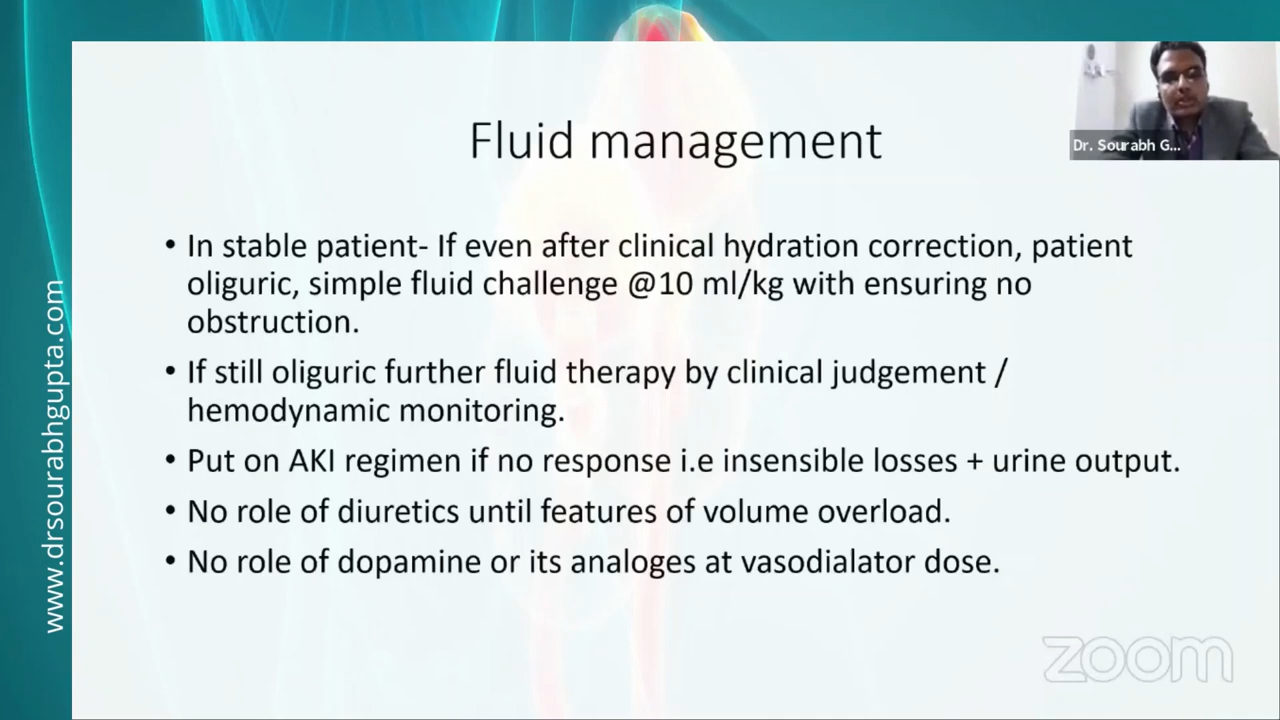 Fluid management
Dr. Sourabh G...
• In stable patient- If even after clinical hydration correction, patient
oliguric, simple fluid challenge @10 ml/kg with ensuring no
obstruction.
• If still oliguric further fluid therapy by clinical judgement /
hemodynamic monitoring.
• Put on AKI regimen if no response i.e insensible losses + urine output.
• No role of diuretics until features of volume overload.
• No role of dopamine or its analoges at vasodialator dose.
www.drsourabhgupta.com
zoom